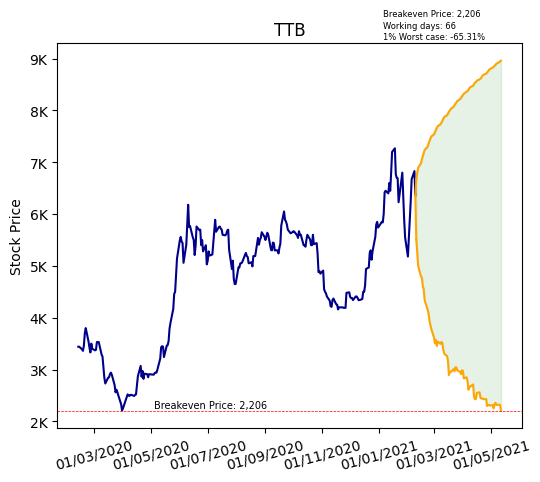 Breakeven Price: 2,206
Working days: 66
1% Worst case: -65.31%
TTB
9K
8K
7K
6K
5K
4K
3K
2K
Stock Price
Breakeven Price: 2,206
01/03/2020
01/05/2020
01/07/2020
01/09/2020
01/11/2020
01/01/2021
01/03/2021
01/05/2021